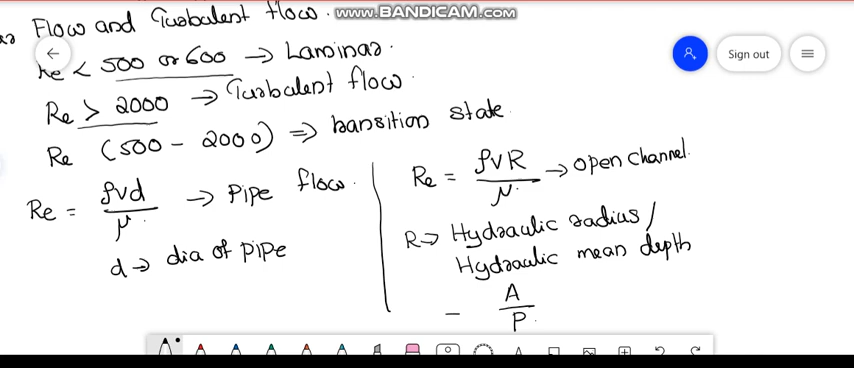 www.BANDICAM.com
Flow and Turbulent flow.
Re < 500 or 600 → Laminar.
Sign out
Re > 2000 → Turbulent flow.
Re (500 - 2000) ⇒ transition state
Re = ρvd/μ → Pipe flow.
d → dia of pipe
Re = ρvR/μ → open channel.
R → Hydraulic radius /
Hydraulic mean depth
= A/P